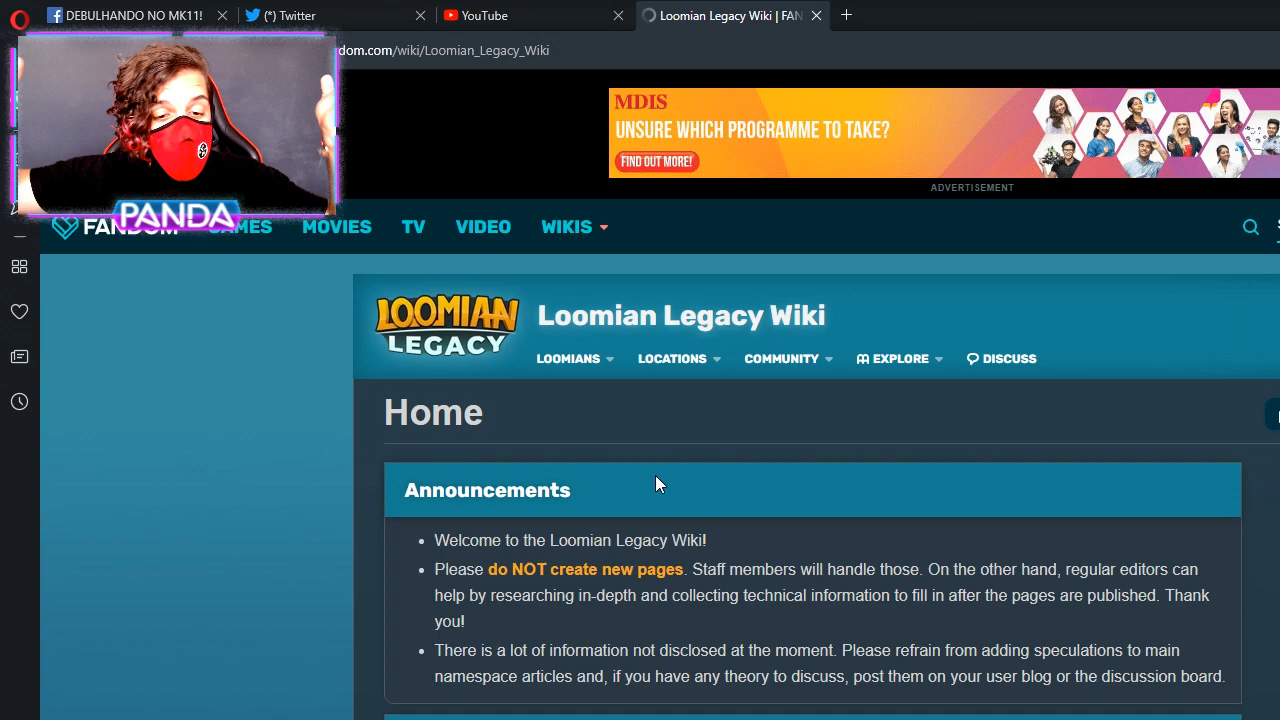 DEBULHANDO NO MK11!
(*) Twitter
YouTube
Loomian Legacy Wiki | FAN
dom.com/wiki/Loomian_Legacy_Wiki
MDIS
UNSURE WHICH PROGRAMME TO TAKE?
FIND OUT MORE!
ADVERTISEMENT
PANDA
FANDOM GAMES MOVIES TV VIDEO WIKIS
LOOMIAN
LEGACY
Loomian Legacy Wiki
LOOMIANS LOCATIONS COMMUNITY EXPLORE DISCUSS
Home
Announcements
Welcome to the Loomian Legacy Wiki!
Please do NOT create new pages. Staff members will handle those. On the other hand, regular editors can
help by researching in-depth and collecting technical information to fill in after the pages are published. Thank
you!
There is a lot of information not disclosed at the moment. Please refrain from adding speculations to main
namespace articles and, if you have any theory to discuss, post them on your user blog or the discussion board.